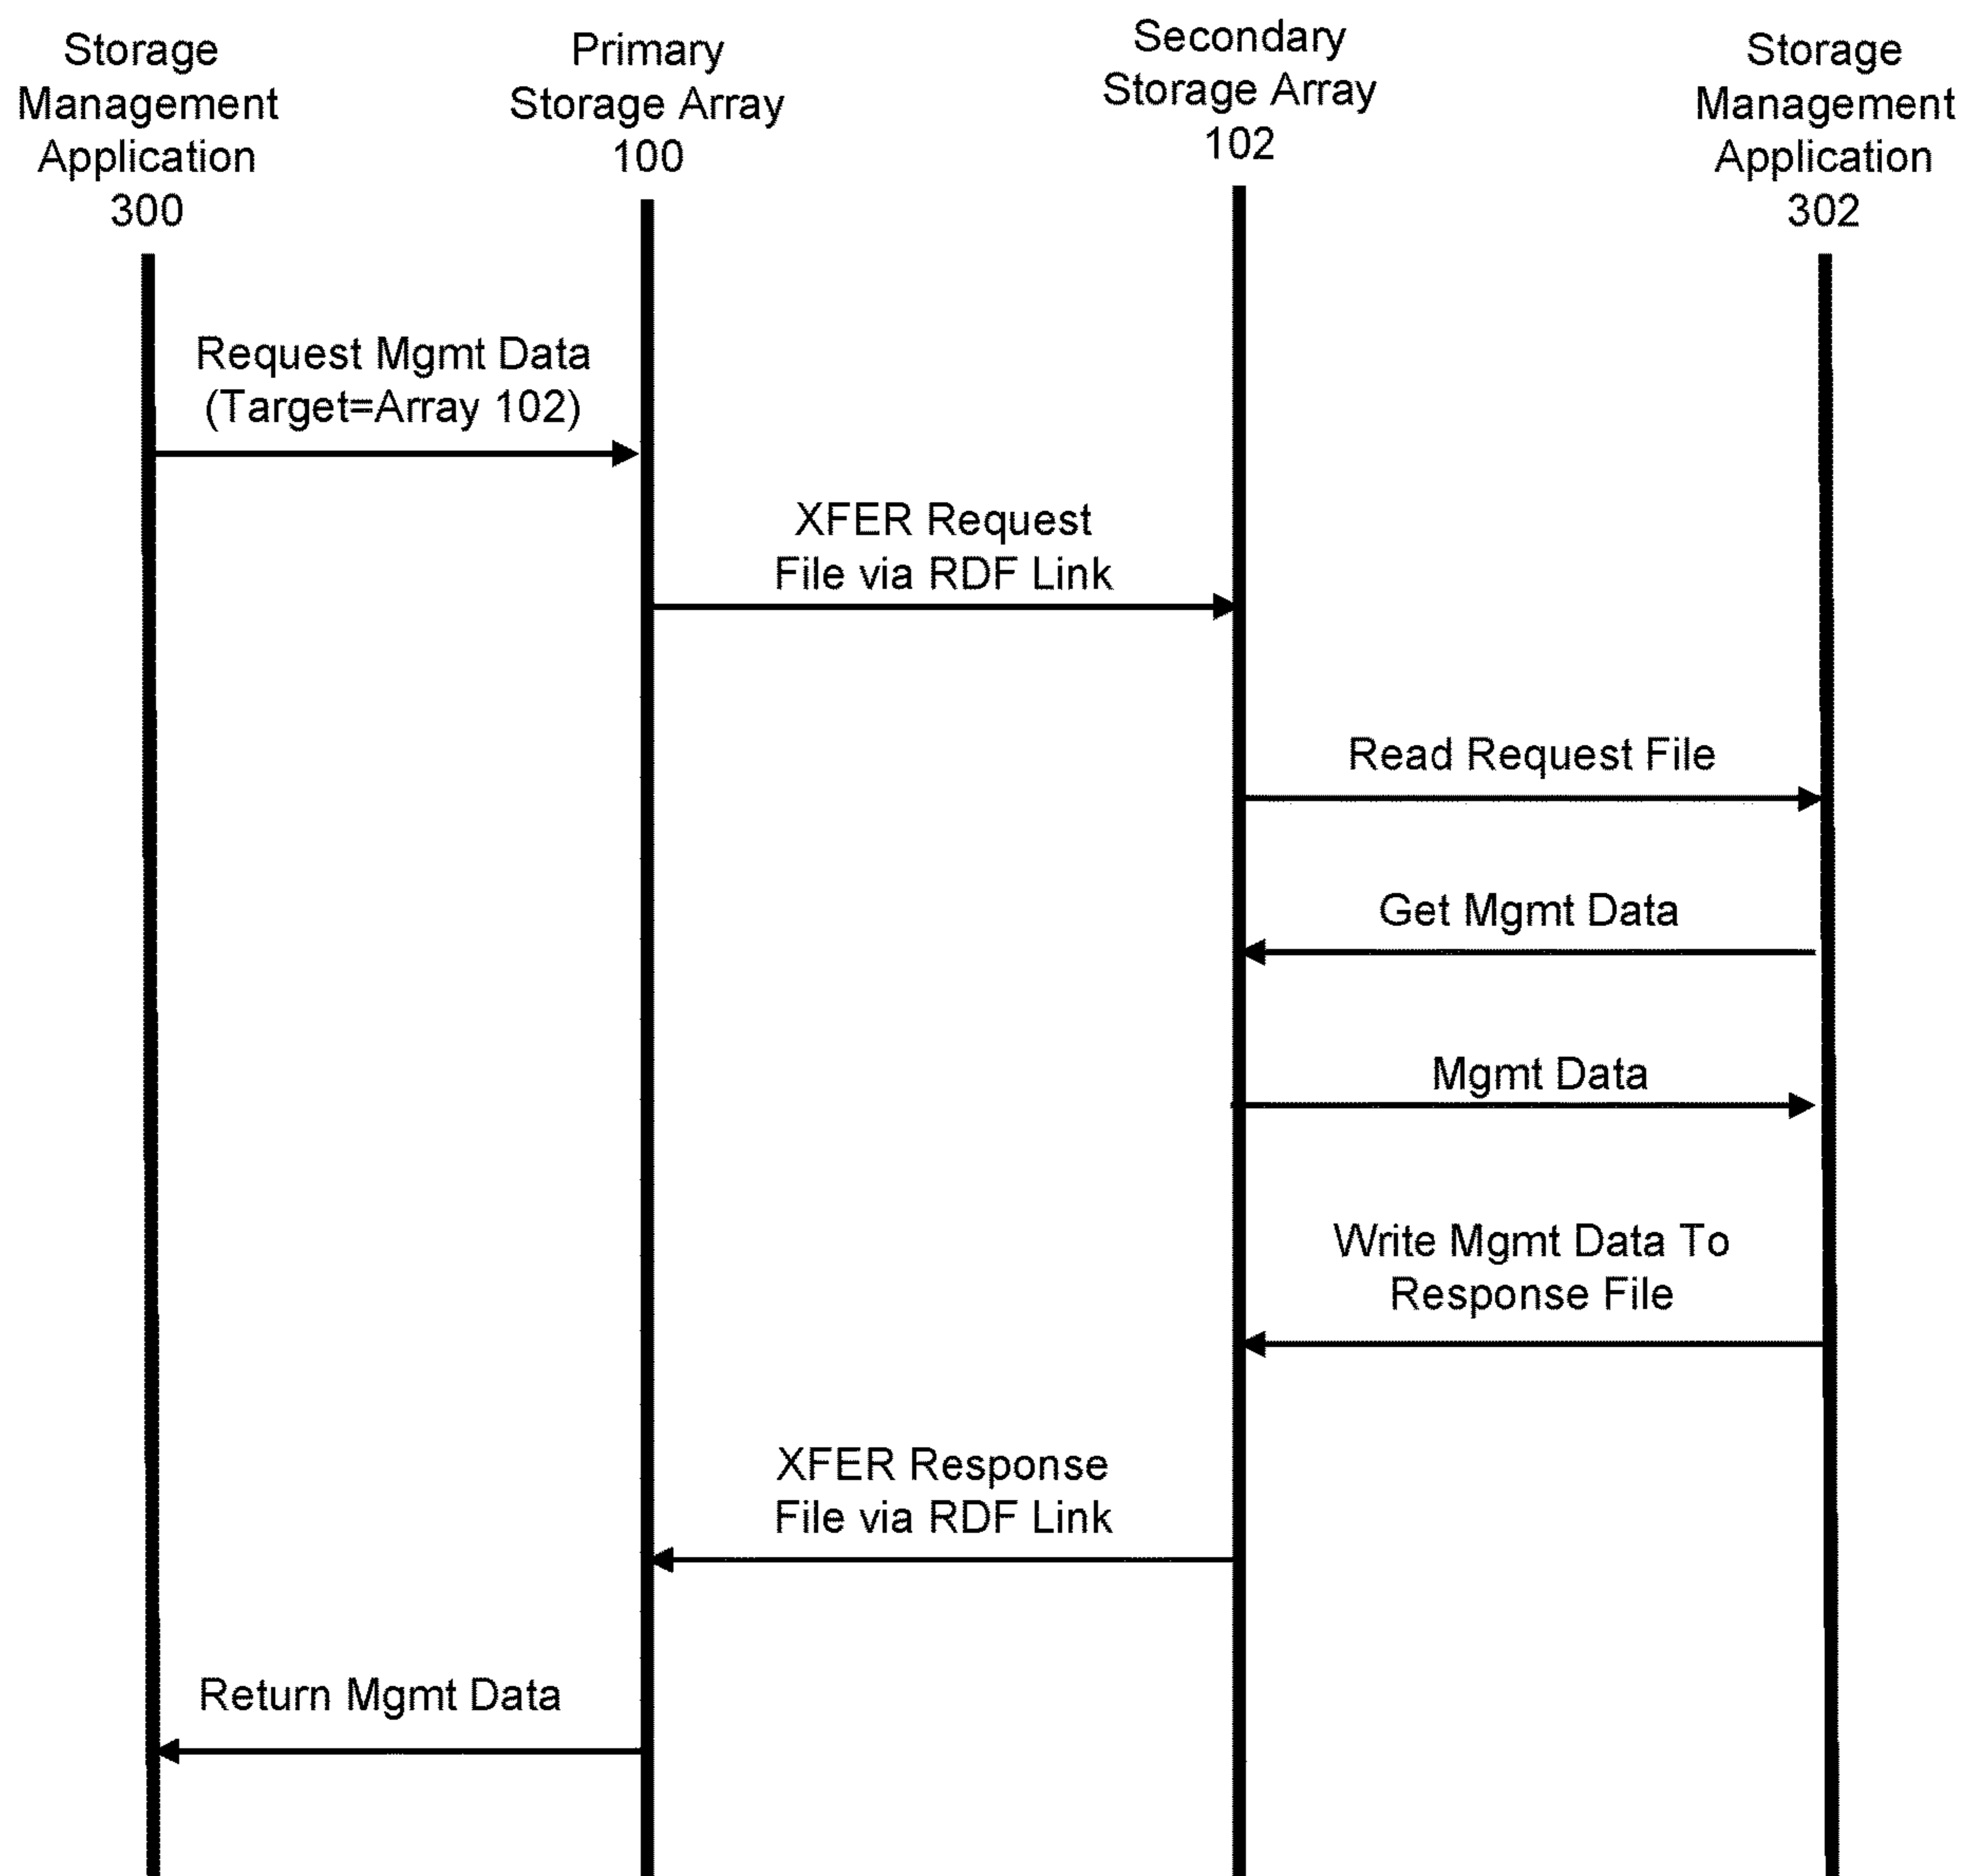 Storage
Management
Application
300
Primary
Storage Array
100
Secondary
Storage Array
102
Storage
Management
Application
302
Request Mgmt Data
(Target=Array 102)
XFER Request
File via RDF Link
Read Request File
Get Mgmt Data
Mgmt Data
Write Mgmt Data To
Response File
XFER Response
File via RDF Link
Return Mgmt Data